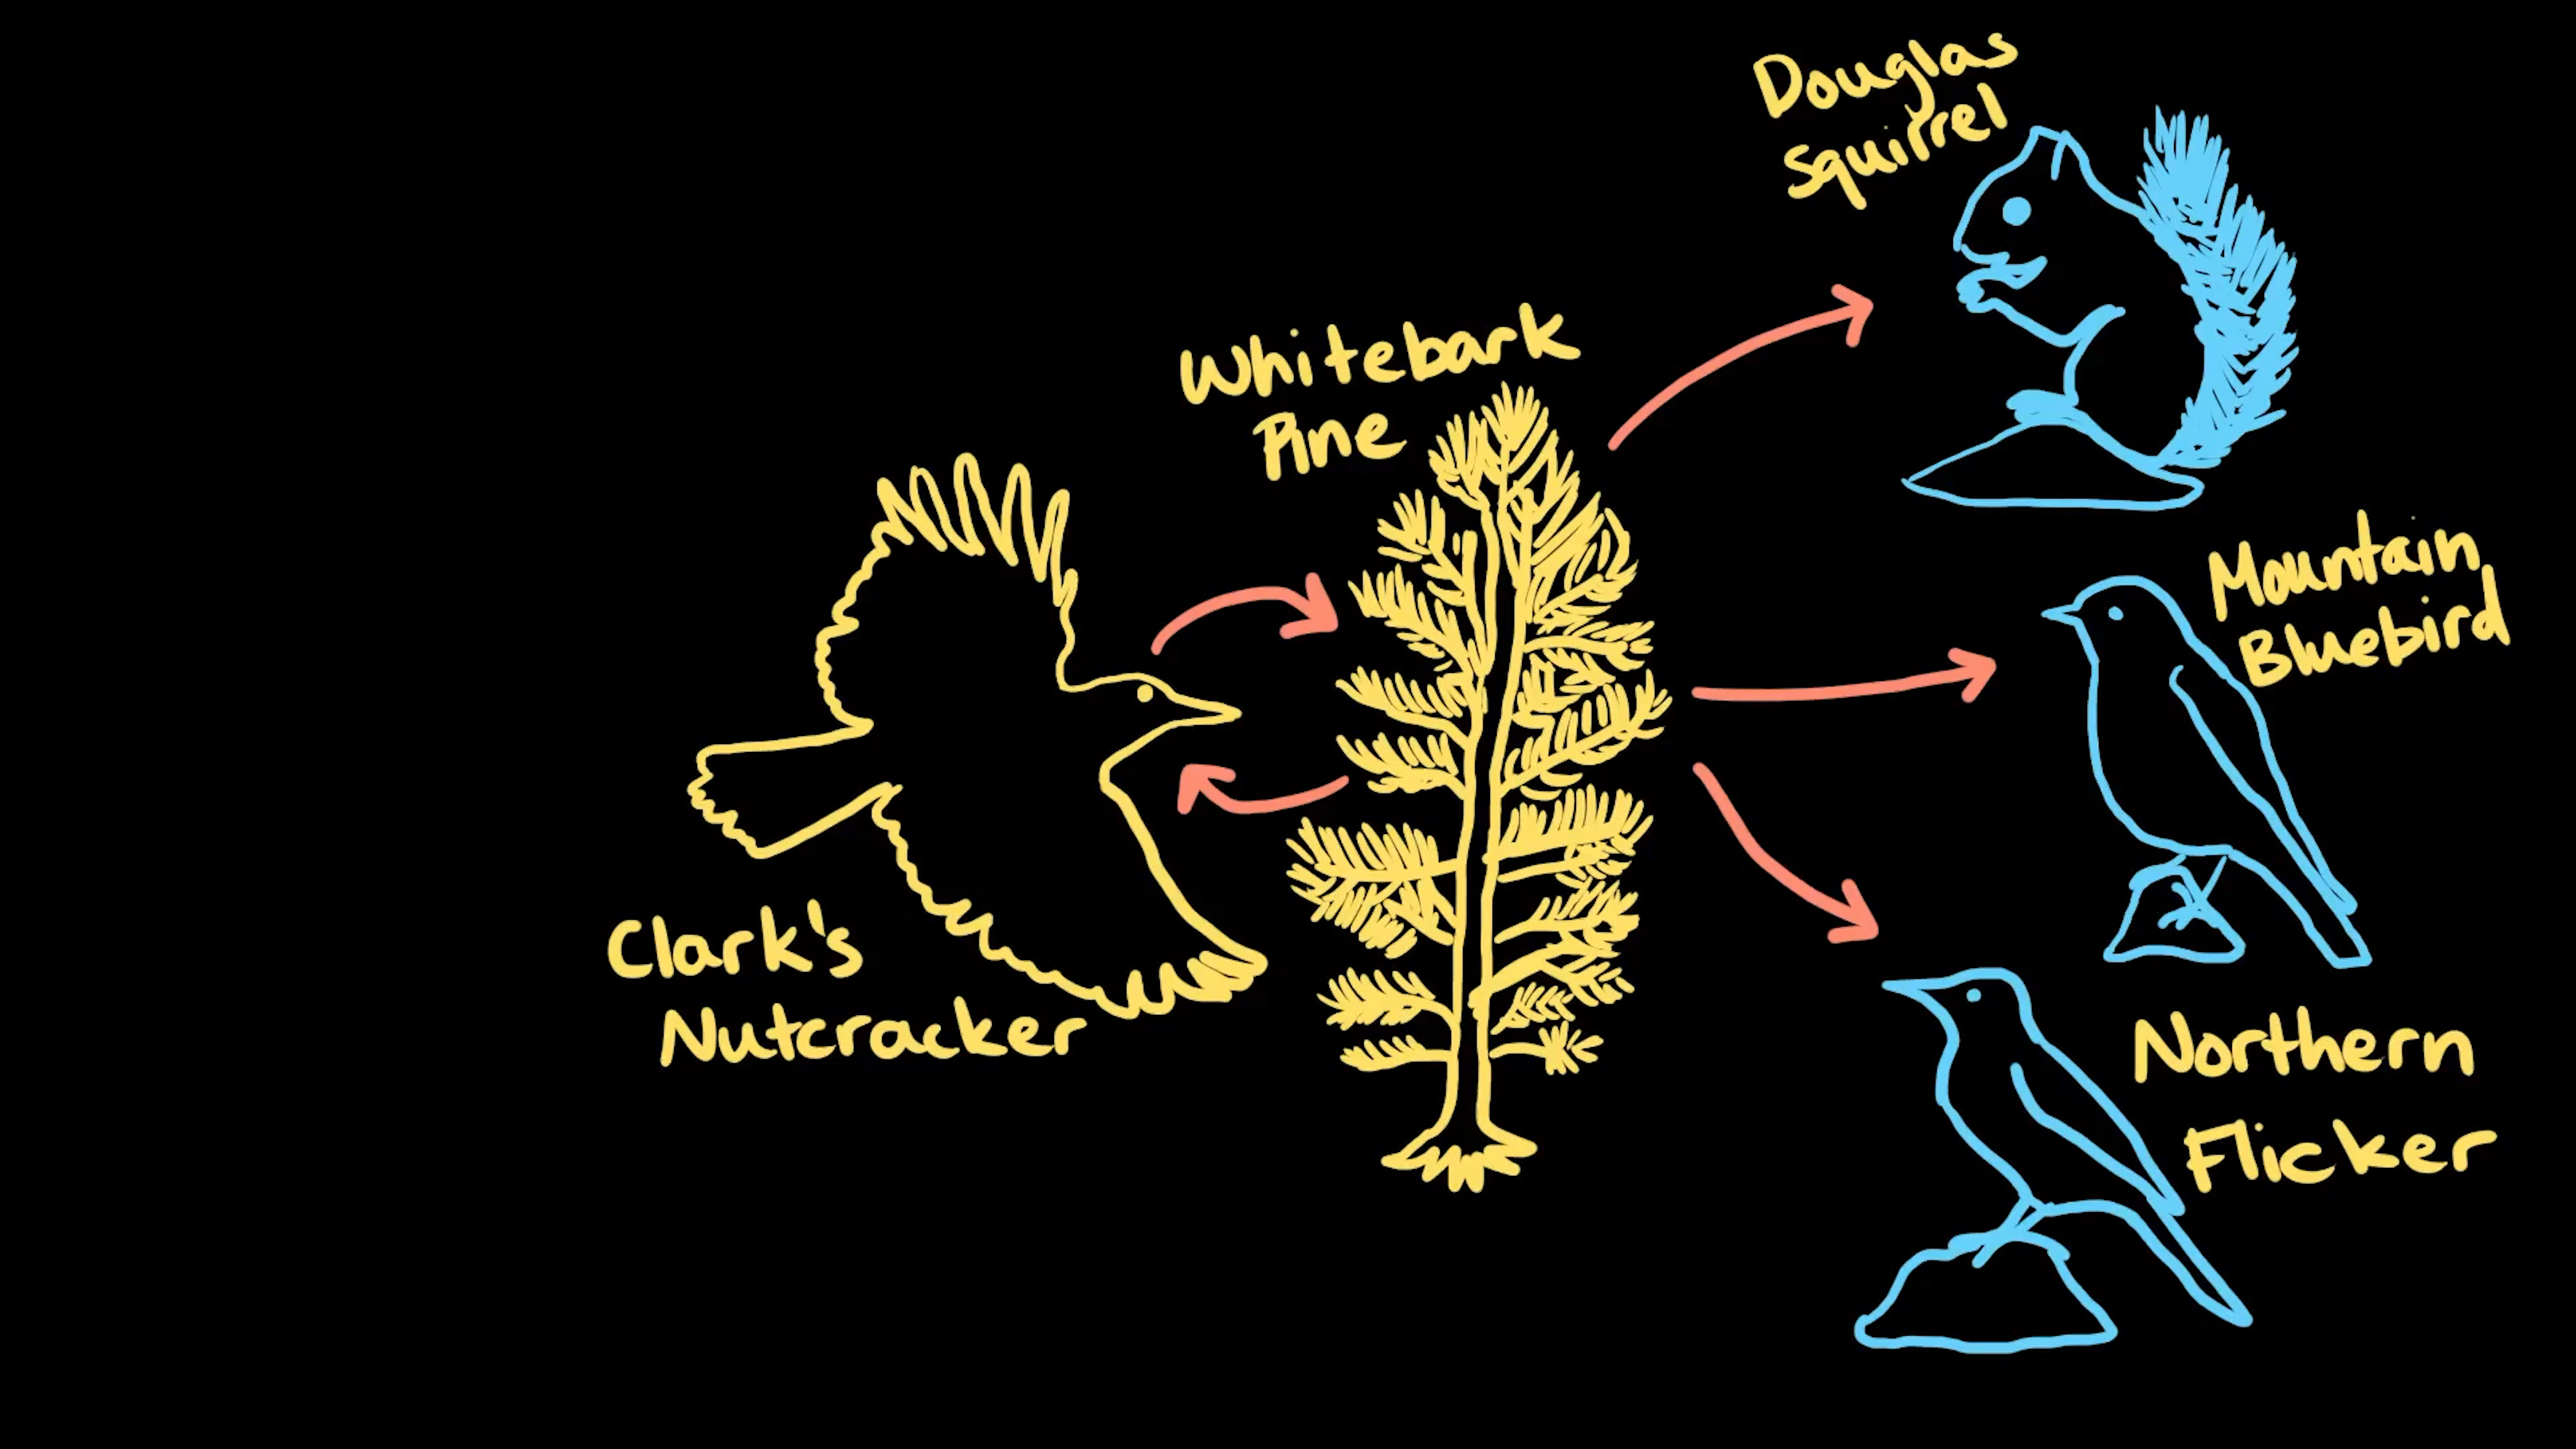 Douglas
squirrel
Whitebark
Pine
Mountain
Bluebird
Clark's
Nutcracker
Northern
Flicker